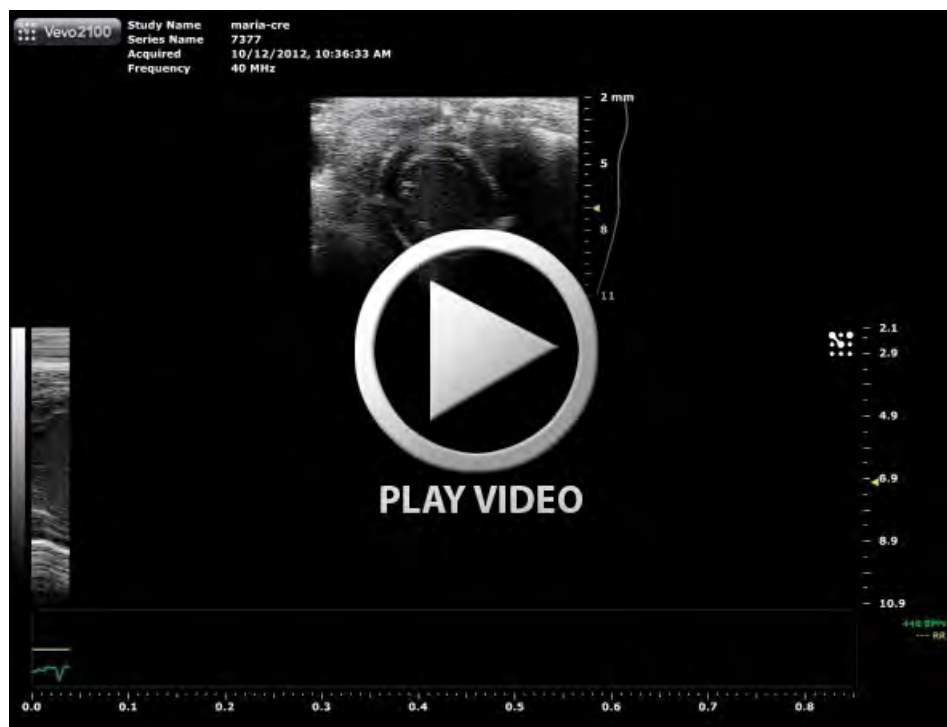 Vevo2100
Study Name maria-cre
Series Name 7377
Acquired 10/12/2012, 10:36:33 AM
Frequency 40 MHz
2 mm
5
8
11
2.1
2.9
4.9
6.9
8.9
10.9
PLAY VIDEO
0.0 0.1 0.2 0.3 0.4 0.5 0.6 0.7 0.8